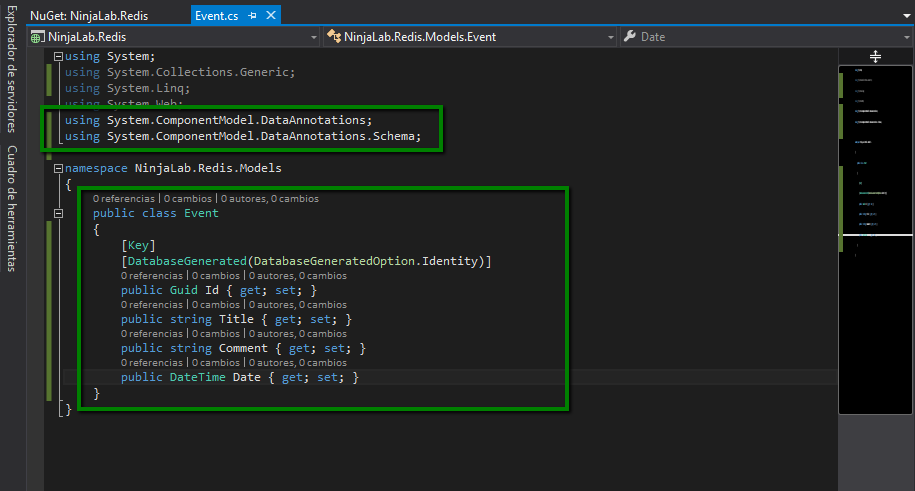 NuGet: NinjaLab.Redis
Event.cs
NinjaLab.Redis
NinjaLab.Redis.Models.Event
Date
Explorador de servidores
Cuadro de herramientas
using System;
using System.Collections.Generic;
using System.Linq;
using System.Web;
using System.ComponentModel.DataAnnotations;
using System.ComponentModel.DataAnnotations.Schema;
namespace NinjaLab.Redis.Models
{
0 referencias | 0 cambios | 0 autores, 0 cambios
public class Event
{
[Key]
[DatabaseGenerated(DatabaseGeneratedOption.Identity)]
0 referencias | 0 cambios | 0 autores, 0 cambios
public Guid Id { get; set; }
0 referencias | 0 cambios | 0 autores, 0 cambios
public string Title { get; set; }
0 referencias | 0 cambios | 0 autores, 0 cambios
public string Comment { get; set; }
0 referencias | 0 cambios | 0 autores, 0 cambios
public DateTime Date { get; set; }
}
}